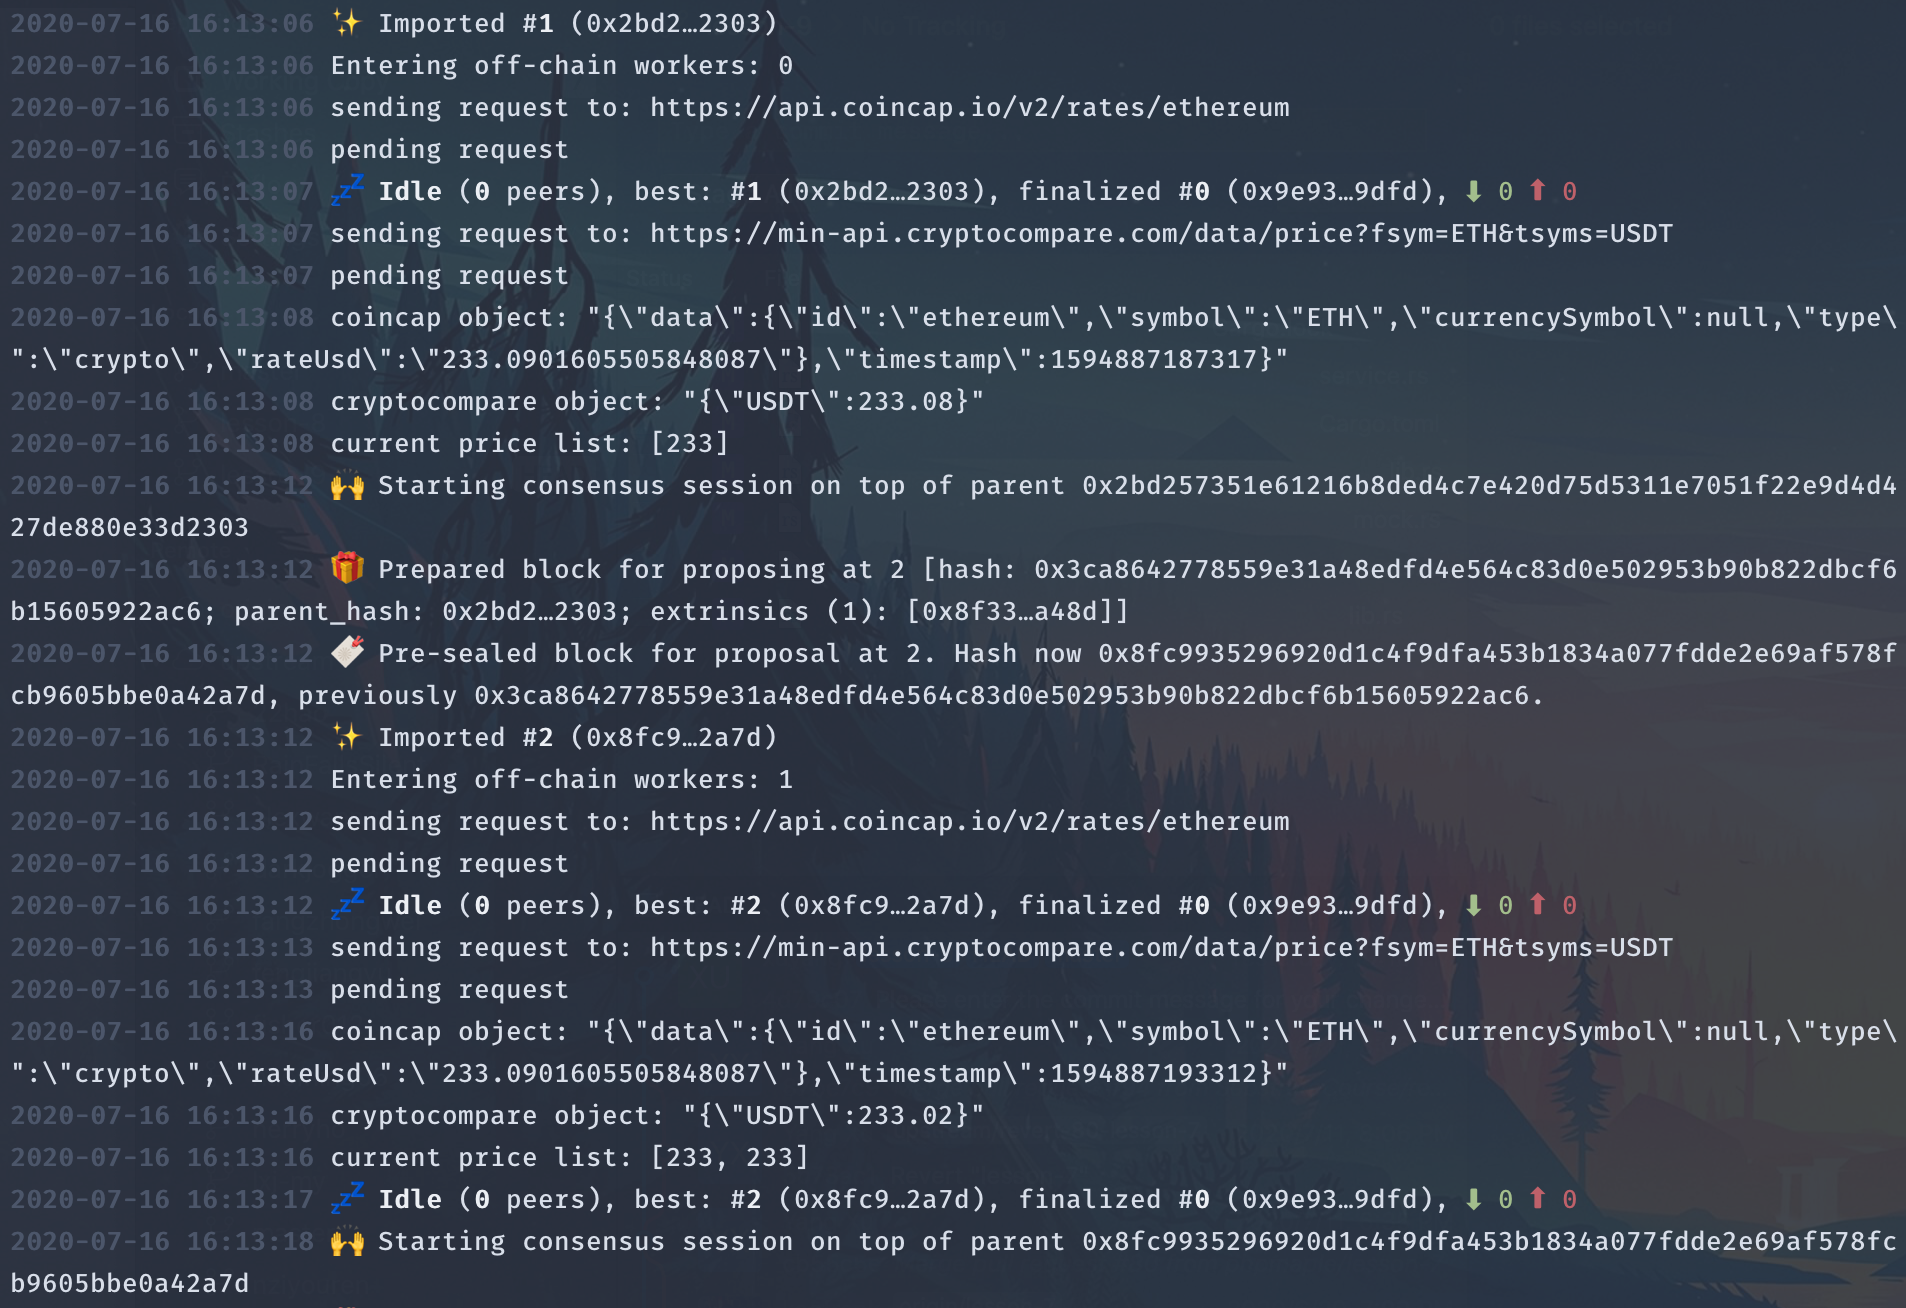 2020-07-16 16:13:06 ✨ Imported #1 (0x2bd2…2303)
2020-07-16 16:13:06 Entering off-chain workers: 0
2020-07-16 16:13:06 sending request to: https://api.coincap.io/v2/rates/ethereum
2020-07-16 16:13:06 pending request
2020-07-16 16:13:07 💤 Idle (0 peers), best: #1 (0x2bd2…2303), finalized #0 (0x9e93…9dfd), ⬇ 0 ⬆ 0
2020-07-16 16:13:07 sending request to: https://min-api.cryptocompare.com/data/price?fsym=ETH&tsyms=USDT
2020-07-16 16:13:07 pending request
2020-07-16 16:13:08 coincap object: "{\"data\":{\"id\":\"ethereum\",\"symbol\":\"ETH\",\"currencySymbol\":null,\"type\
":\"crypto\",\"rateUsd\":\"233.0901605505848087\"},\"timestamp\":1594887187317}"
2020-07-16 16:13:08 cryptocompare object: "{\"USDT\":233.08}"
2020-07-16 16:13:08 current price list: [233]
2020-07-16 16:13:12 🙌 Starting consensus session on top of parent 0x2bd257351e61216b8ded4c7e420d75d5311e7051f22e9d4d4
27de880e33d2303
2020-07-16 16:13:12 🎁 Prepared block for proposing at 2 [hash: 0x3ca8642778559e31a48edfd4e564c83d0e502953b90b822dbcf6
b15605922ac6; parent_hash: 0x2bd2…2303; extrinsics (1): [0x8f33…a48d]]
2020-07-16 16:13:12 🔖 Pre-sealed block for proposal at 2. Hash now 0x8fc9935296920d1c4f9dfa453b1834a077fdde2e69af578f
cb9605bbe0a42a7d, previously 0x3ca8642778559e31a48edfd4e564c83d0e502953b90b822dbcf6b15605922ac6.
2020-07-16 16:13:12 ✨ Imported #2 (0x8fc9…2a7d)
2020-07-16 16:13:12 Entering off-chain workers: 1
2020-07-16 16:13:12 sending request to: https://api.coincap.io/v2/rates/ethereum
2020-07-16 16:13:12 pending request
2020-07-16 16:13:12 💤 Idle (0 peers), best: #2 (0x8fc9…2a7d), finalized #0 (0x9e93…9dfd), ⬇ 0 ⬆ 0
2020-07-16 16:13:13 sending request to: https://min-api.cryptocompare.com/data/price?fsym=ETH&tsyms=USDT
2020-07-16 16:13:13 pending request
2020-07-16 16:13:16 coincap object: "{\"data\":{\"id\":\"ethereum\",\"symbol\":\"ETH\",\"currencySymbol\":null,\"type\
":\"crypto\",\"rateUsd\":\"233.0901605505848087\"},\"timestamp\":1594887193312}"
2020-07-16 16:13:16 cryptocompare object: "{\"USDT\":233.02}"
2020-07-16 16:13:16 current price list: [233, 233]
2020-07-16 16:13:17 💤 Idle (0 peers), best: #2 (0x8fc9…2a7d), finalized #0 (0x9e93…9dfd), ⬇ 0 ⬆ 0
2020-07-16 16:13:18 🙌 Starting consensus session on top of parent 0x8fc9935296920d1c4f9dfa453b1834a077fdde2e69af578fc
b9605bbe0a42a7d